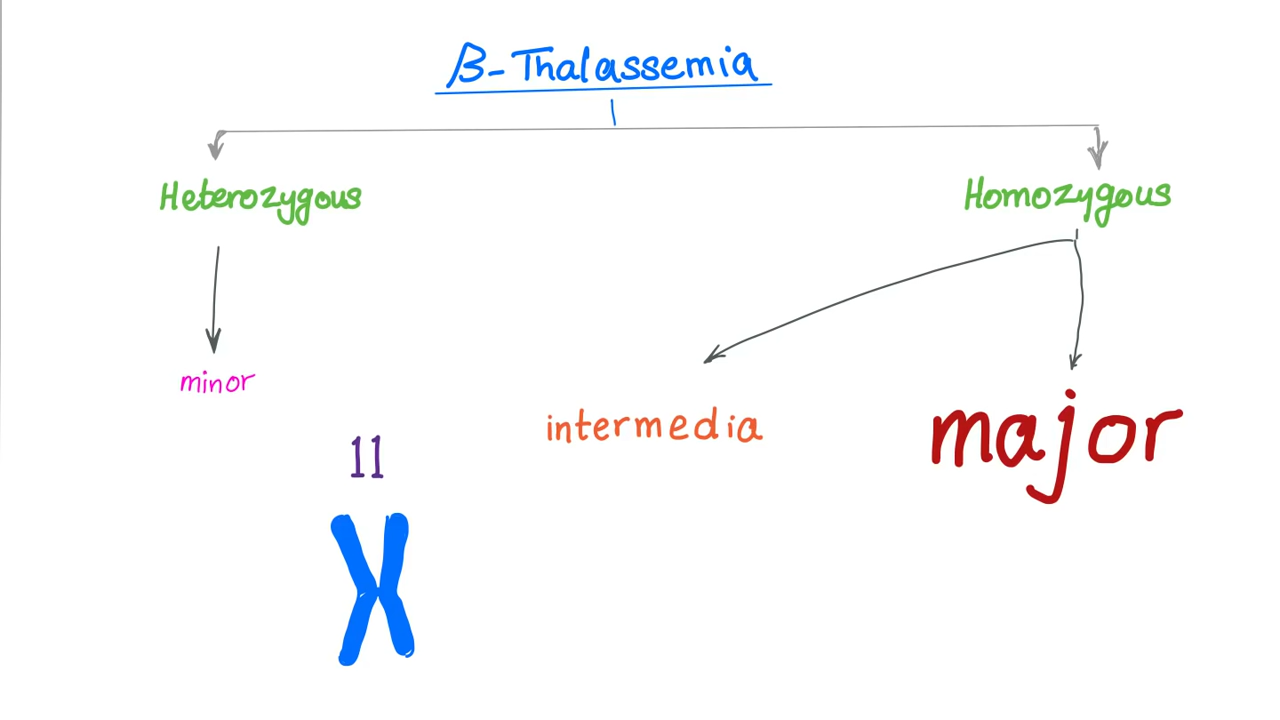 β-Thalassemia
Heterozygous
Homozygous
minor
intermedia
major
11